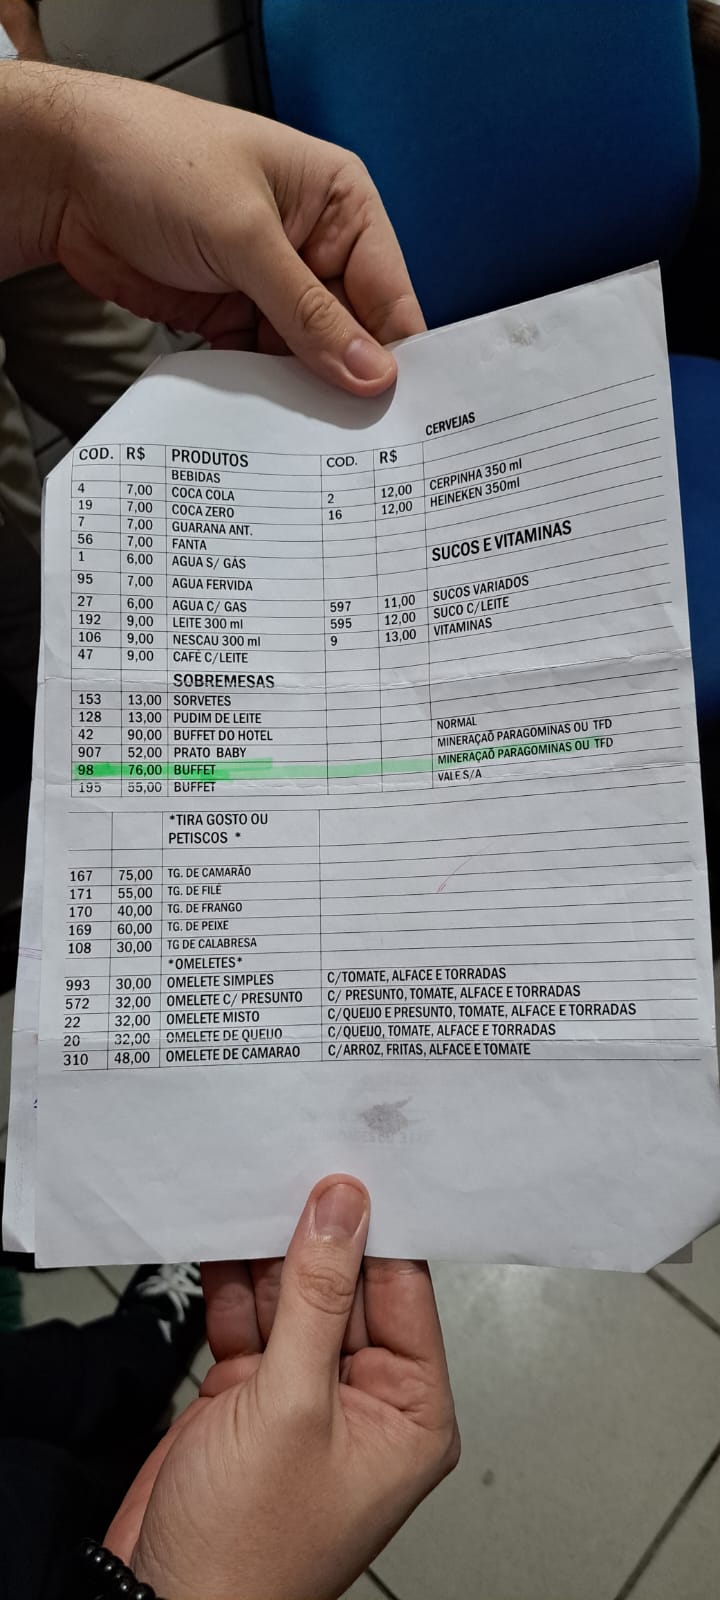 CERVEJAS
COD. R$ PRODUTOS COD. R$
BEBIDAS
4 7,00 COCA COLA 2 12,00 CERPINHA 350 ml
19 7,00 COCA ZERO 16 12,00 HEINEKEN 350ml
7 7,00 GUARANA ANT.
56 7,00 FANTA
1 6,00 AGUA S/ GÁS SUCOS E VITAMINAS
95 7,00 AGUA FERVIDA
27 6,00 AGUA C/ GAS 597 11,00 SUCOS VARIADOS
192 9,00 LEITE 300 ml 595 12,00 SUCO C/LEITE
106 9,00 NESCAU 300 ml 9 13,00 VITAMINAS
47 9,00 CAFÉ C/LEITE
SOBREMESAS
153 13,00 SORVETES
128 13,00 PUDIM DE LEITE
42 90,00 BUFFET DO HOTEL NORMAL
907 52,00 PRATO BABY MINERAÇÃO PARAGOMINAS OU TFD
98 76,00 BUFFET MINERAÇÃO PARAGOMINAS OU TFD
195 55,00 BUFFET VALE S/A
*TIRA GOSTO OU
PETISCOS *
167 75,00 TG. DE CAMARÃO
171 55,00 TG. DE FILÉ
170 40,00 TG. DE FRANGO
169 60,00 TG. DE PEIXE
108 30,00 TG DE CALABRESA
*OMELETES*
993 30,00 OMELETE SIMPLES C/TOMATE, ALFACE E TORRADAS
572 32,00 OMELETE C/ PRESUNTO C/ PRESUNTO, TOMATE, ALFACE E TORRADAS
22 32,00 OMELETE MISTO C/QUEIJO E PRESUNTO, TOMATE, ALFACE E TORRADAS
20 32,00 OMELETE DE QUEIJO C/QUEIJO, TOMATE, ALFACE E TORRADAS
310 48,00 OMELETE DE CAMARAO C/ARROZ, FRITAS, ALFACE E TOMATE